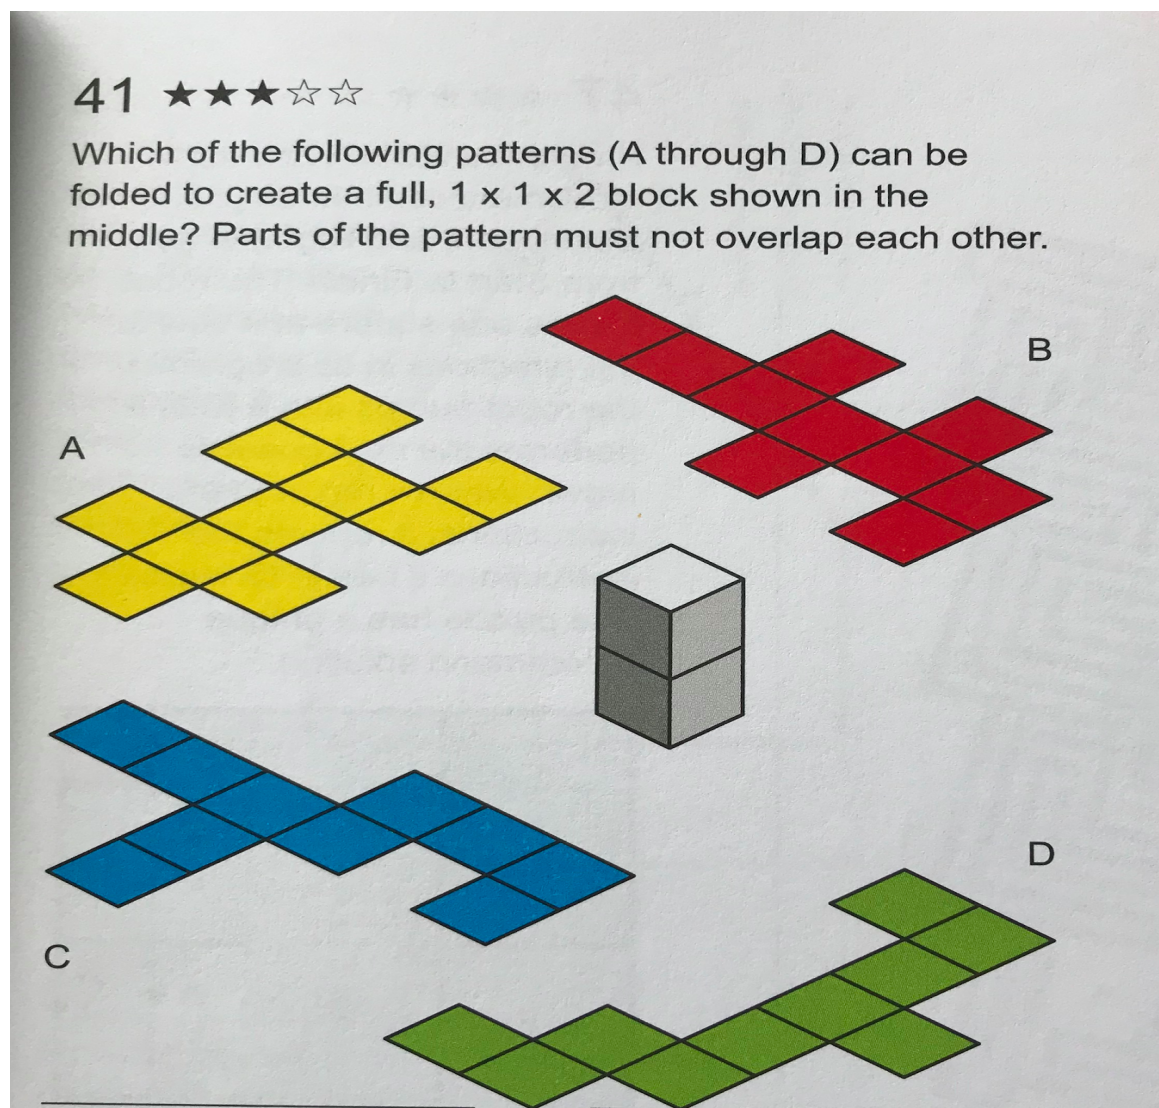 41 ★★★☆☆
Which of the following patterns (A through D) can be
folded to create a full, 1 x 1 x 2 block shown in the
middle? Parts of the pattern must not overlap each other.
B
A
D
C